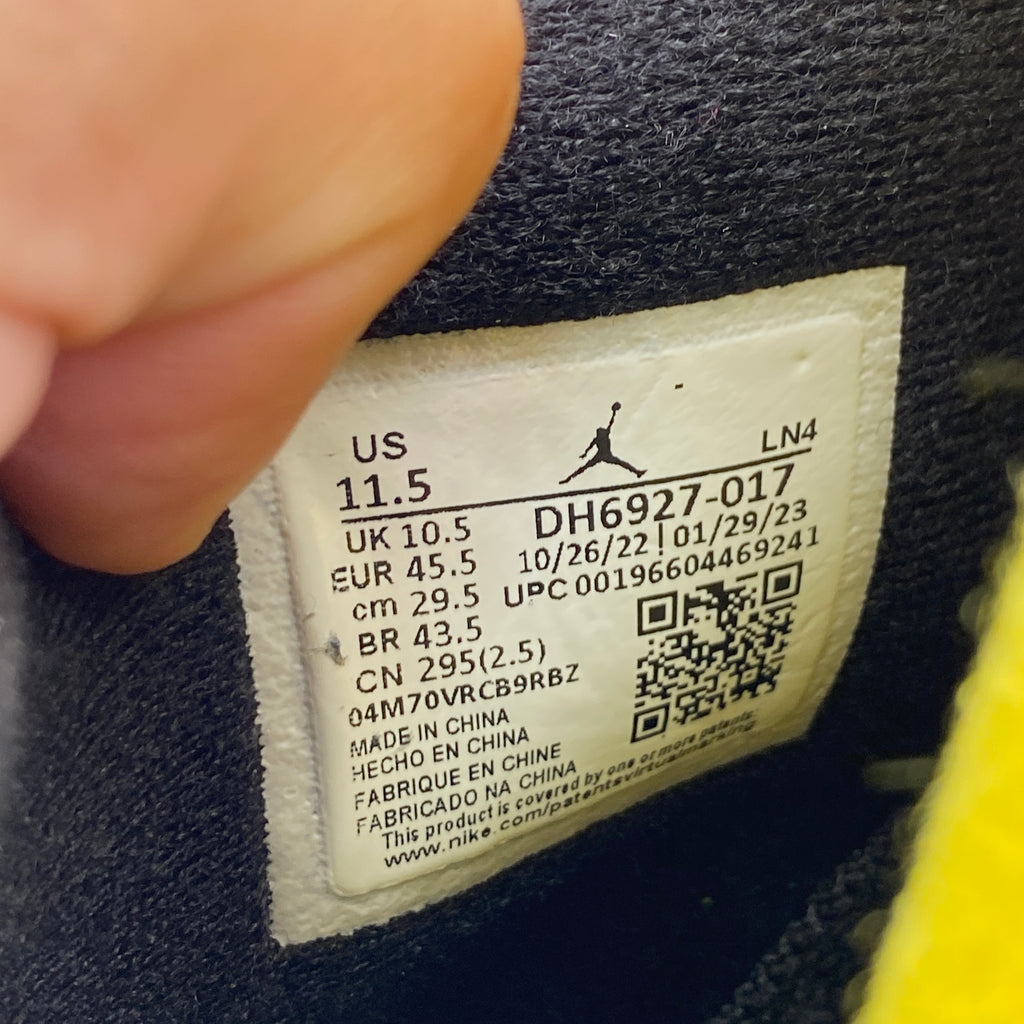 US
11.5
LN4
UK 10.5
DH6927-017
EUR 45.5
10/26/22 | 01/29/23
cm 29.5
UPC 00196604469241
BR 43.5
CN 295(2.5)
04M70VRCB9RBZ
MADE IN CHINA
HECHO EN CHINA
FABRIQUE EN CHINE
FABRICADO NA CHINA
This product is covered by one or more patents:
www.nike.com/patentsvirtualmarking